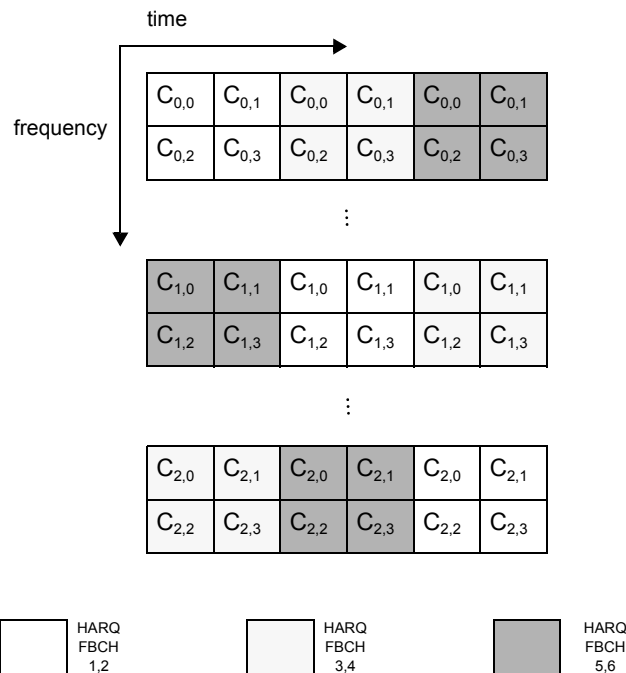 time
frequency
C0,0 C0,1 C0,0 C0,1 C0,0 C0,1
C0,2 C0,3 C0,2 C0,3 C0,2 C0,3
⋮
C1,0 C1,1 C1,0 C1,1 C1,0 C1,1
C1,2 C1,3 C1,2 C1,3 C1,2 C1,3
⋮
C2,0 C2,1 C2,0 C2,1 C2,0 C2,1
C2,2 C2,3 C2,2 C2,3 C2,2 C2,3
HARQ HARQ HARQ
FBCH FBCH FBCH
1,2 3,4 5,6